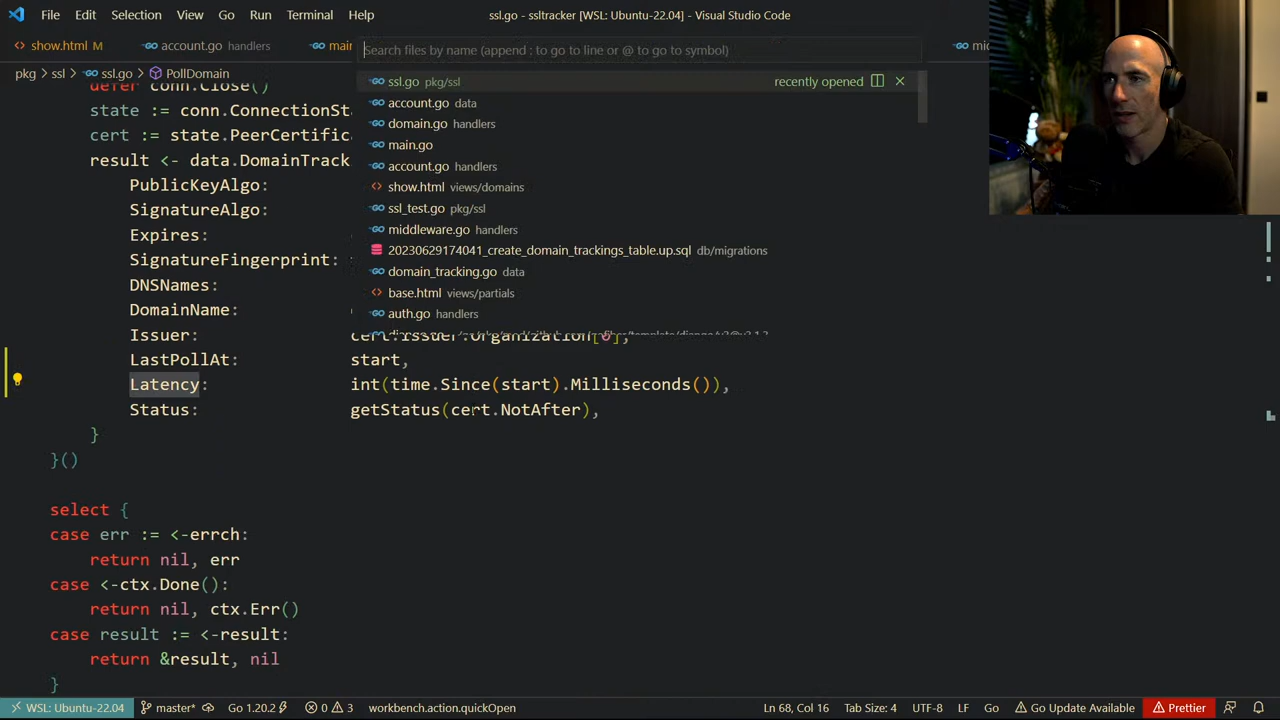 File Edit Selection View Go Run Terminal Help ssl.go - ssltracker [WSL: Ubuntu-22.04] - Visual Studio Code
show.html M account.go handlers
Search files by name (append : to go to line or @ to go to symbol)
pkg > ssl > ssl.go > PollDomain
ssl.go pkg/ssl recently opened
account.go data
domain.go handlers
main.go
account.go handlers
show.html views/domains
ssl_test.go pkg/ssl
middleware.go handlers
20230629174041_create_domain_trackings_table.up.sql db/migrations
domain_tracking.go data
base.html views/partials
auth.go handlers
defer conn.Close()
state := conn.ConnectionSta
cert := state.PeerCertifica
result <- data.DomainTrack
PublicKeyAlgo:
SignatureAlgo:
Expires:
SignatureFingerprint:
DNSNames:
DomainName:
Issuer: cert.Issuer.Organization[0],
LastPollAt: start,
Latency: int(time.Since(start).Milliseconds()),
Status: getStatus(cert.NotAfter),
}
}()
select {
case err := <-errch:
return nil, err
case <-ctx.Done():
return nil, ctx.Err()
case result := <-result:
return &result, nil
}
WSL: Ubuntu-22.04 master* Go 1.20.2 0 3 workbench.action.quickOpen Ln 68, Col 16 Tab Size: 4 UTF-8 LF Go Go Update Available Prettier